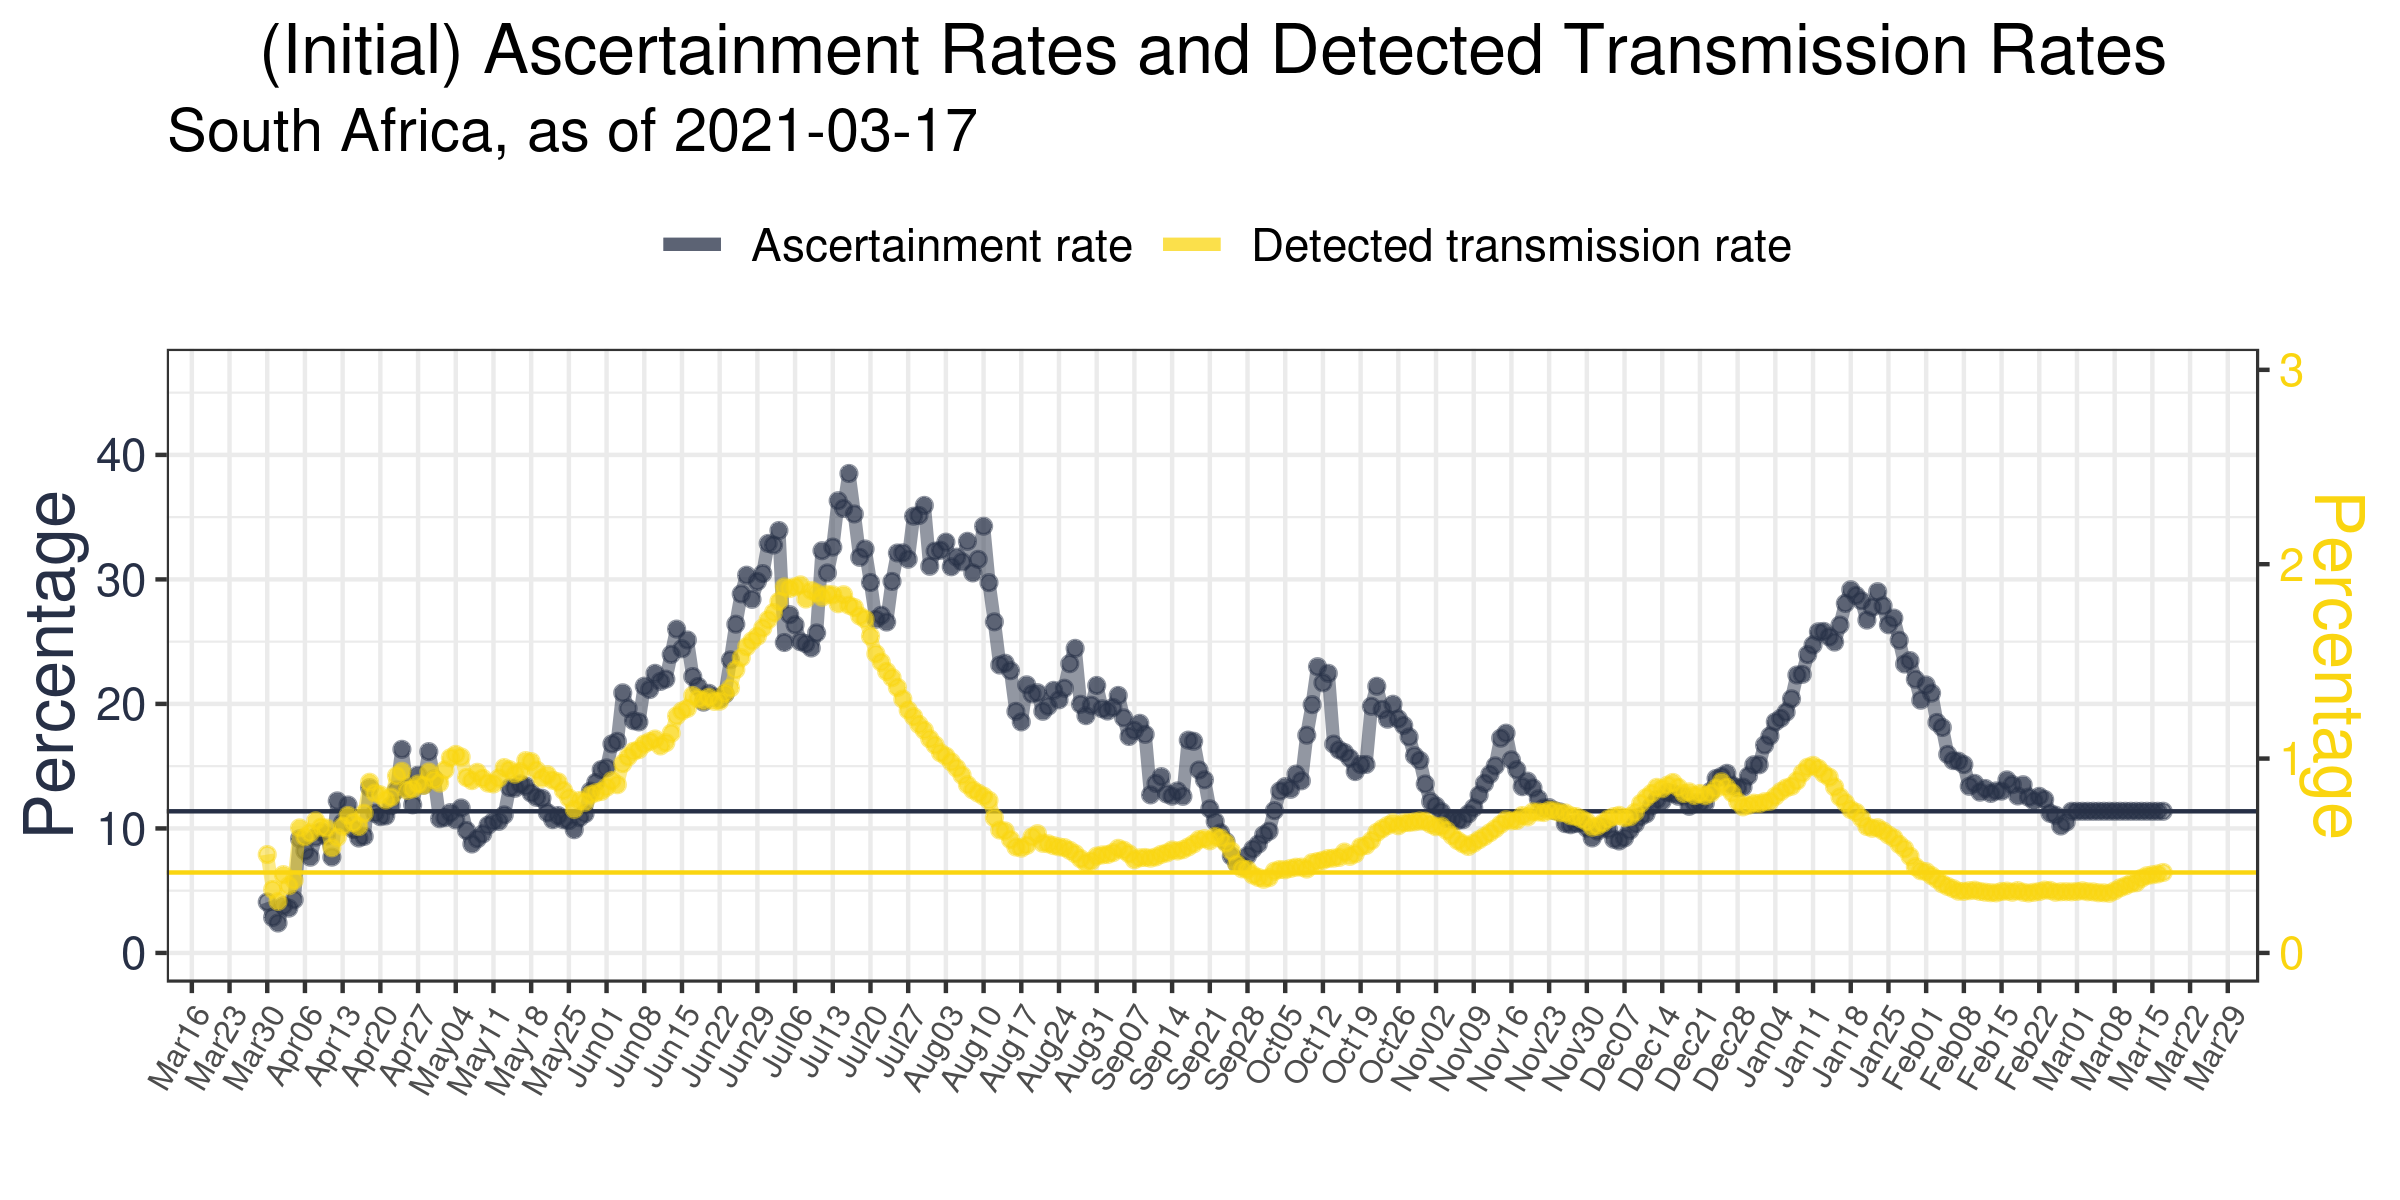 (Initial) Ascertainment Rates and Detected Transmission Rates
South Africa, as of 2021-03-17
Ascertainment rate Detected transmission rate
Percentage
40
30
20
10
0
3
2
1
0
Percentage
Mar16 Mar23 Mar30 Apr06 Apr13 Apr20 Apr27 May04 May11 May18 May25 Jun01 Jun08 Jun15 Jun22 Jun29 Jul06 Jul13 Jul20 Jul27 Aug03 Aug10 Aug17 Aug24 Aug31 Sep07 Sep14 Sep21 Sep28 Oct05 Oct12 Oct19 Oct26 Nov02 Nov09 Nov16 Nov23 Nov30 Dec07 Dec14 Dec21 Dec28 Jan04 Jan11 Jan18 Jan25 Feb01 Feb08 Feb15 Feb22 Mar01 Mar08 Mar15 Mar22 Mar29